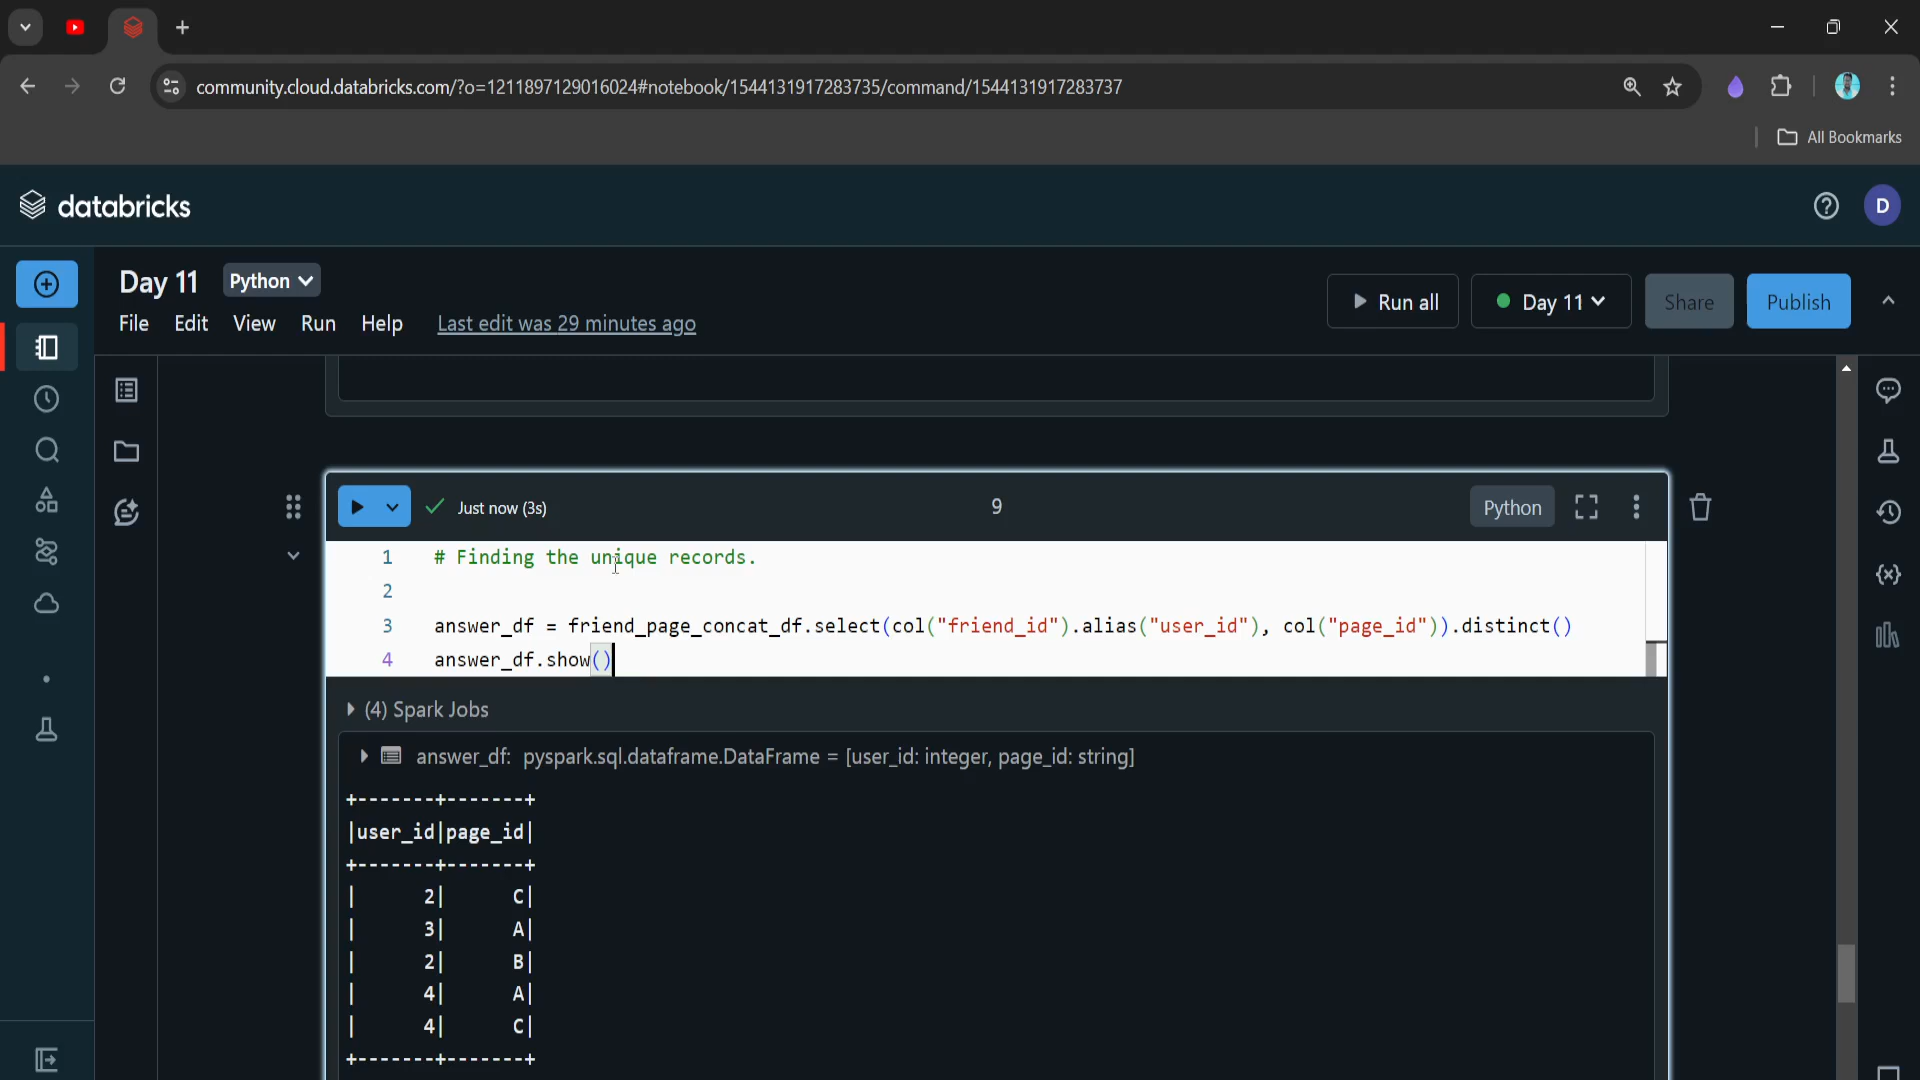 community.cloud.databricks.com/?o=1211897129016024#notebook/1544131917283735/command/1544131917283737
All Bookmarks
databricks
D
Day 11
Python
Run all
Day 11
Share
Publish
File
Edit
View
Run
Help
Last edit was 29 minutes ago
Just now (3s)
9
Python
1 # Finding the unique records.
2
3 answer_df = friend_page_concat_df.select(col("friend_id").alias("user_id"), col("page_id")).distinct()
4 answer_df.show()
(4) Spark Jobs
answer_df: pyspark.sql.dataframe.DataFrame = [user_id: integer, page_id: string]
+-------+-------+
|user_id|page_id|
+-------+-------+
|      2|      C|
|      3|      A|
|      2|      B|
|      4|      A|
|      4|      C|
+-------+-------+